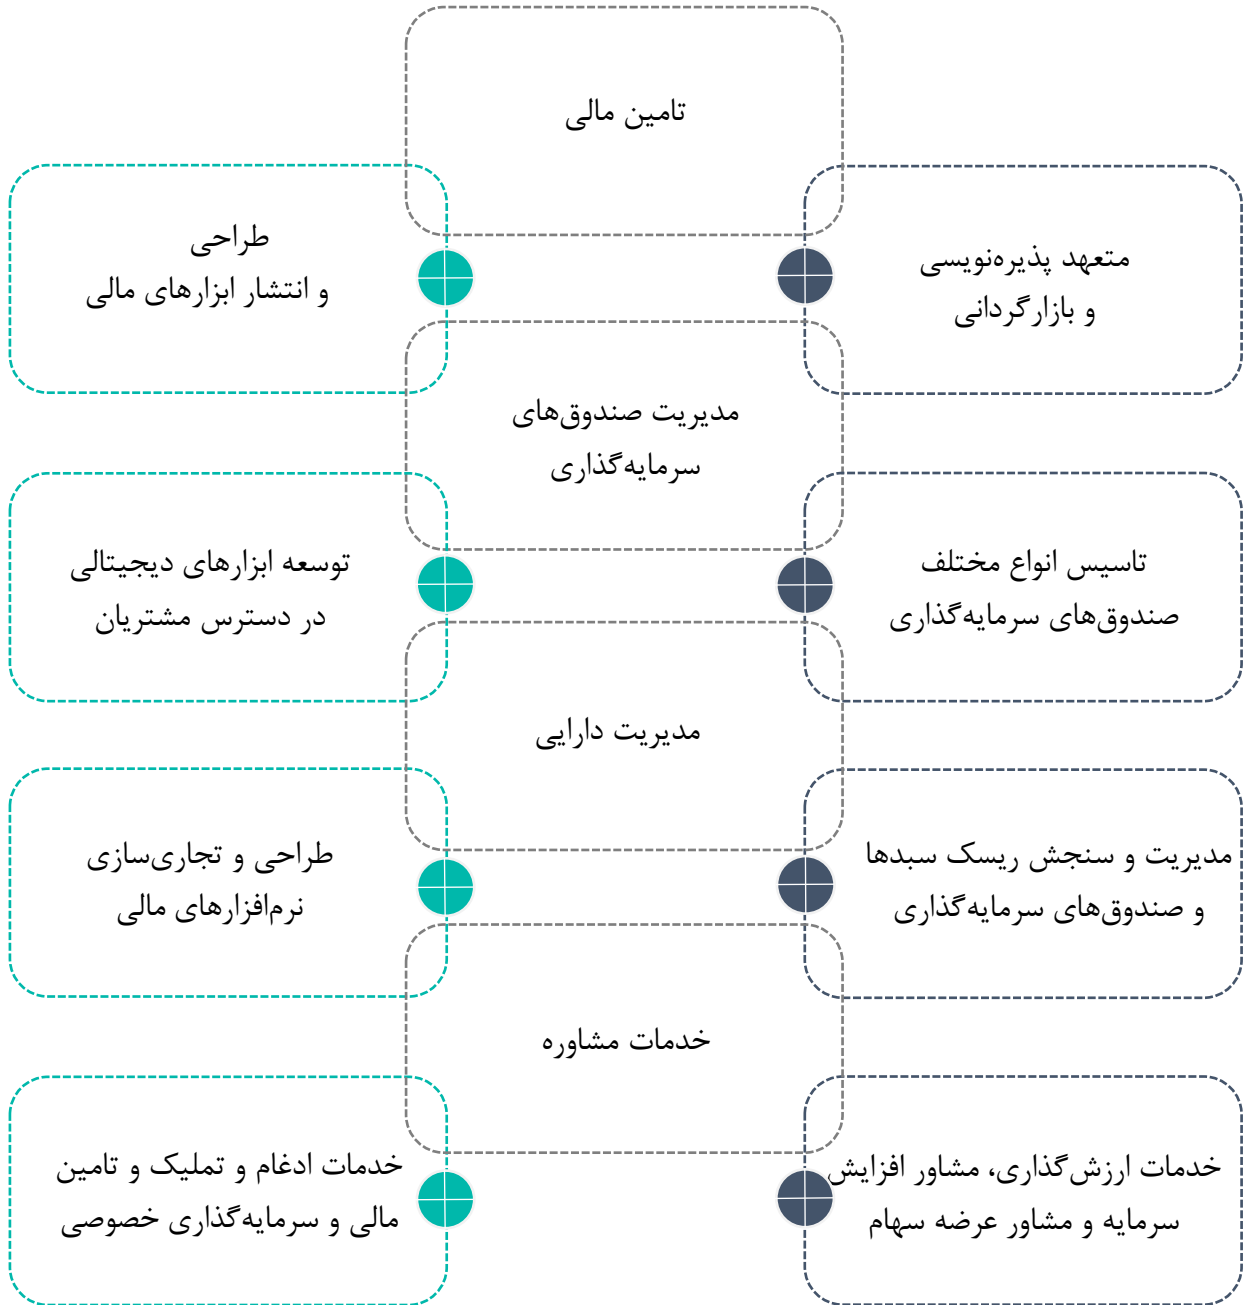 تامین مالی
متعهد پذیره‌نویسی
و بازارگردانی
طراحی
و انتشار ابزارهای مالی
مدیریت صندوق‌های
سرمایه‌گذاری
تاسیس انواع مختلف
صندوق‌های سرمایه‌گذاری
توسعه ابزارهای دیجیتالی
در دسترس مشتریان
مدیریت دارایی
مدیریت و سنجش ریسک سبدها
و صندوق‌های سرمایه‌گذاری
طراحی و تجاری‌سازی
نرم‌افزارهای مالی
خدمات مشاوره
خدمات ارزش‌گذاری، مشاور افزایش
سرمایه و مشاور عرضه سهام
خدمات ادغام و تملیک و تامین
مالی و سرمایه‌گذاری خصوصی